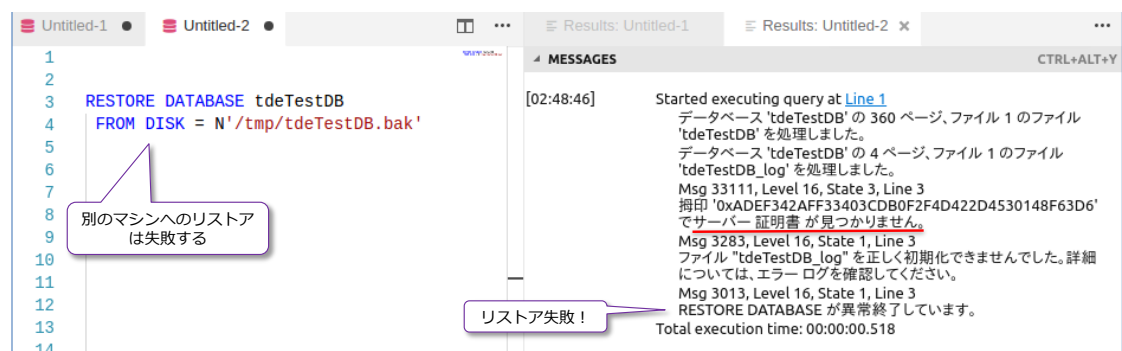 Untitled-1 ●
Untitled-2 ●
...
Results: Untitled-1
Results: Untitled-2 ×
...
1
2
3 RESTORE DATABASE tdeTestDB
4 FROM DISK = N'/tmp/tdeTestDB.bak'
5
6
7
8
9
10
11
12
13
14
別のマシンへのリストア
は失敗する
MESSAGES CTRL+ALT+Y
[02:48:46] Started executing query at Line 1
データベース 'tdeTestDB' の 360 ページ、ファイル 1 のファイル
'tdeTestDB' を処理しました。
データベース 'tdeTestDB' の 4 ページ、ファイル 1 のファイル
'tdeTestDB_log' を処理しました。
Msg 33111, Level 16, State 3, Line 3
拇印 '0xADEF342AFF33403CDB0F2F4D422D4530148F63D6'
でサーバー 証明書 が見つかりません。
Msg 3283, Level 16, State 1, Line 3
ファイル "tdeTestDB_log" を正しく初期化できませんでした。詳細
については、エラー ログを確認してください。
Msg 3013, Level 16, State 1, Line 3
RESTORE DATABASE が異常終了しています。
Total execution time: 00:00:00.518
リストア失敗！